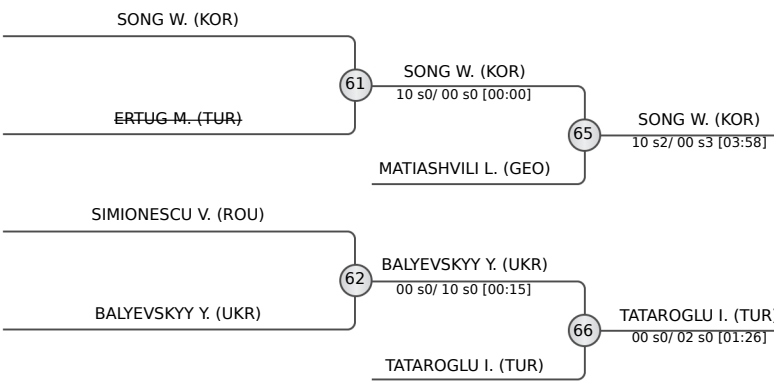 SONG W. (KOR)
61
SONG W. (KOR)
10 s0/ 00 s0 [00:00]
ERTUG M. (TUR)
65
SONG W. (KOR)
10 s2/ 00 s3 [03:58]
MATIASHVILI L. (GEO)
SIMIONESCU V. (ROU)
62
BALYEVSKYY Y. (UKR)
00 s0/ 10 s0 [00:15]
BALYEVSKYY Y. (UKR)
66
TATAROGLU I. (TUR)
00 s0/ 02 s0 [01:26]
TATAROGLU I. (TUR)